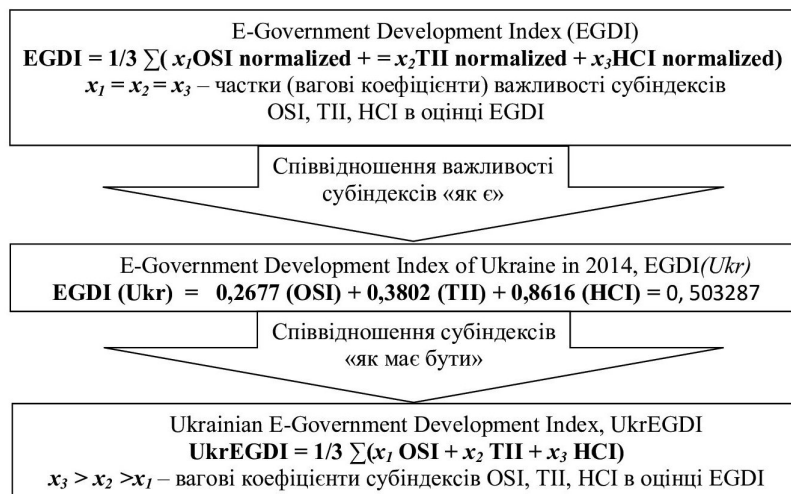 E-Government Development Index (EGDI)
EGDI = 1/3 ∑( x₁OSI normalized + = x₂TII normalized + x₃HCI normalized)
x₁ = x₂ = x₃ – частки (вагові коефіцієнти) важливості субіндексів
OSI, TII, HCI в оцінці EGDI
Співвідношення важливості
субіндексів «як є»
E-Government Development Index of Ukraine in 2014, EGDI(Ukr)
EGDI (Ukr) = 0,2677 (OSI) + 0,3802 (TII) + 0,8616 (HCI) = 0, 503287
Співвідношення субіндексів
«як має бути»
Ukrainian E-Government Development Index, UkrEGDI
UkrEGDI = 1/3 ∑(x₁ OSI + x₂ TII + x₃ HCI)
x₃ > x₂ >x₁ – вагові коефіцієнти субіндексів OSI, TII, HCI в оцінці EGDI